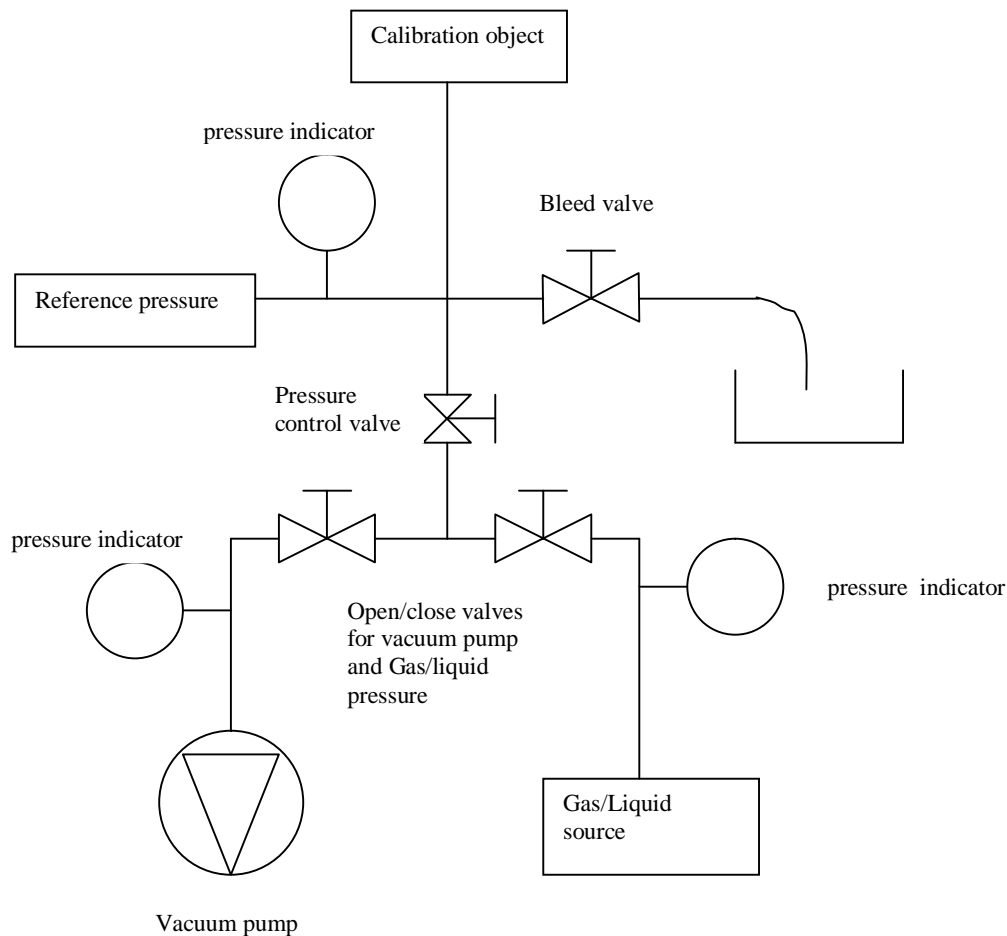 Calibration object
pressure indicator
Bleed valve
Reference pressure
Pressure
control valve
pressure indicator
pressure  indicator
Open/close valves
for vacuum pump
and Gas/liquid
pressure
Gas/Liquid
source
Vacuum pump